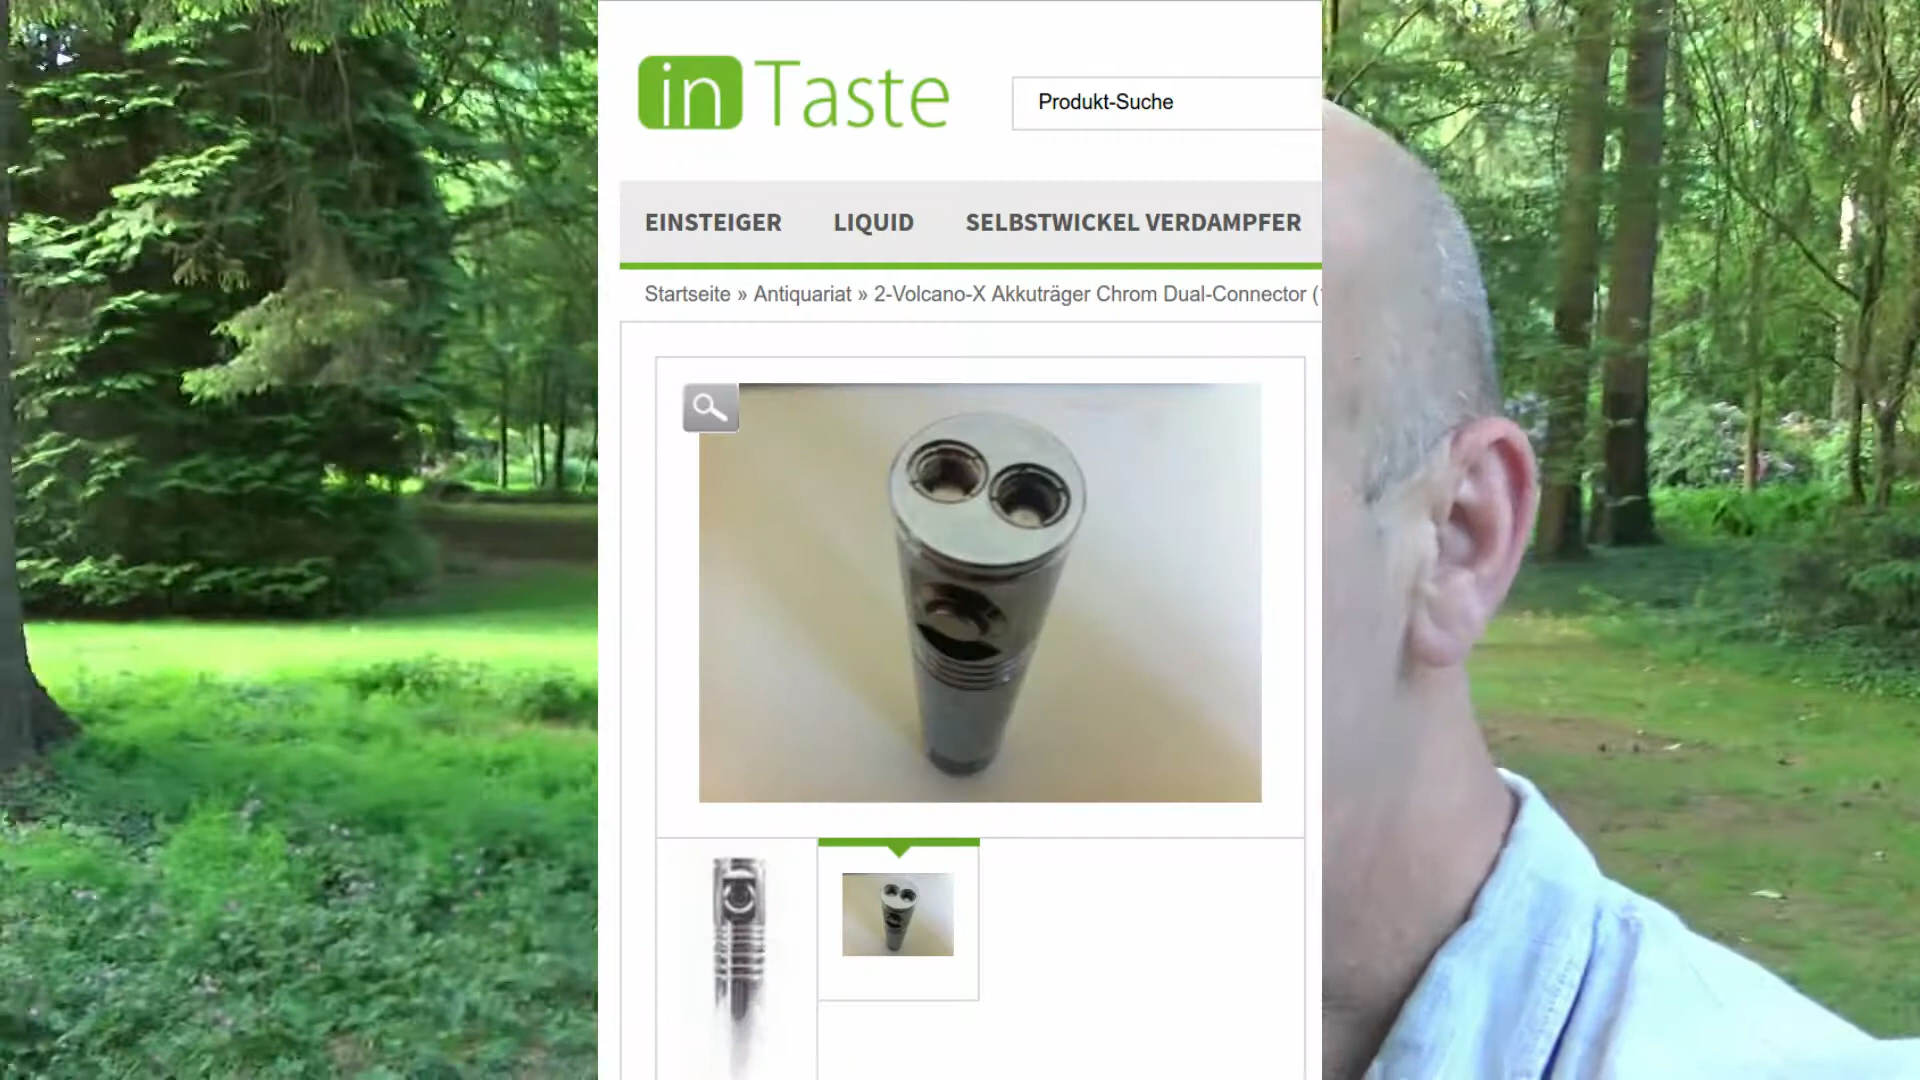 in Taste
Produkt-Suche
EINSTEIGER LIQUID SELBSTWICKEL VERDAMPFER
Startseite » Antiquariat » 2-Volcano-X Akkuträger Chrom Dual-Connector (